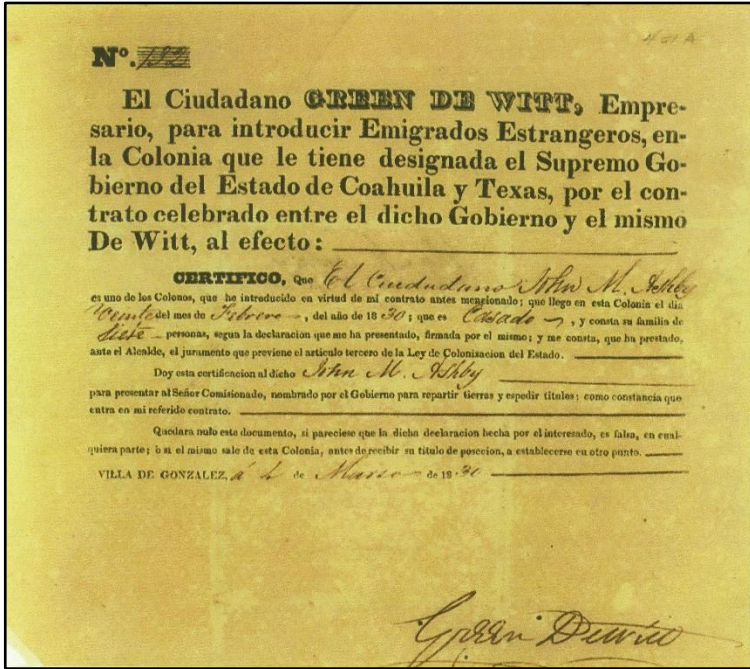 401A
Nº. 132
El Ciudadano GREEN DE WITT, Empre-
sario, para introducir Emigrados Estrangeros, en-
la Colonia que le tiene designada el Supremo Go-
bierno del Estado de Coahuila y Texas, por el con-
trato celebrado entre el dicho Gobierno y el mismo
De Witt, al efecto:
CERTIFICO, Que El Ciudadano John M. Ashby
es uno de los Colonos, que he introducido en virtud de mi contrato antes mencionado; que llego en esta Colonia el dia
veinte del mes de Febrero, del año de 1830; que es Casado, y consta su familia de
siete personas, segun la declaracion que me ha presentado, firmada por el mismo; y me consta, que ha prestado,
ante el Alcalde, el juramento que previene el articulo tercero de la Ley de Colonizacion del Estado.
Doy esta certificacion al dicho John M. Ashby
para presentar al Señor Comisionado, nombrado por el Gobierno para repartir tierras y espedir titulos; como constancia que
entra en mi referido contrato.
Quedara nulo este documento, si pareciese que la dicha declaracion hecha por el interesado, es falsa, en cual-
quiera parte; ò si el mismo sale de esta Colonia, antes de recibir su titulo de posecion, a establecerse en otro punto.
VILLA DE GONZALEZ, á 4 de Marso de 1830
Green Dewitt